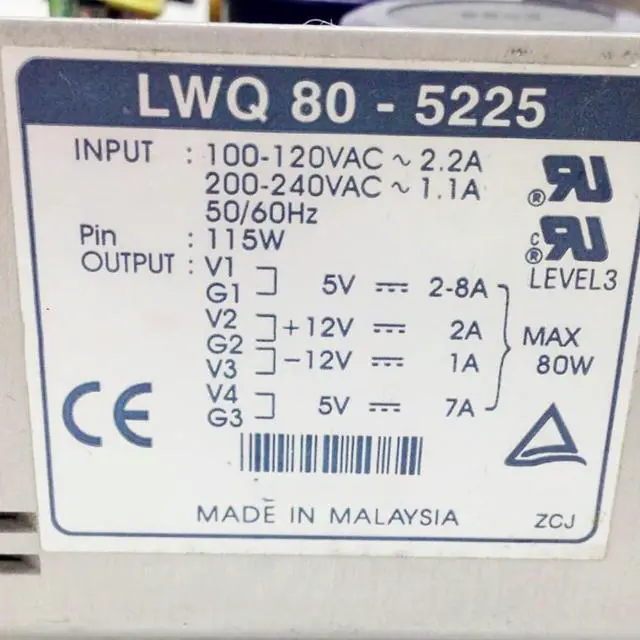 LWQ 80 - 5225
INPUT : 100-120VAC ~ 2.2A
200-240VAC ~ 1.1A
50/60Hz
Pin : 115W
OUTPUT : V1
G1 5V ⎓ 2-8A
V2
G2 +12V ⎓ 2A
V3 -12V ⎓ 1A
V4
G3 5V ⎓ 7A
MAX
80W
® RU
C
® RU
LEVEL3
CE
MADE IN MALAYSIA
ZCJ